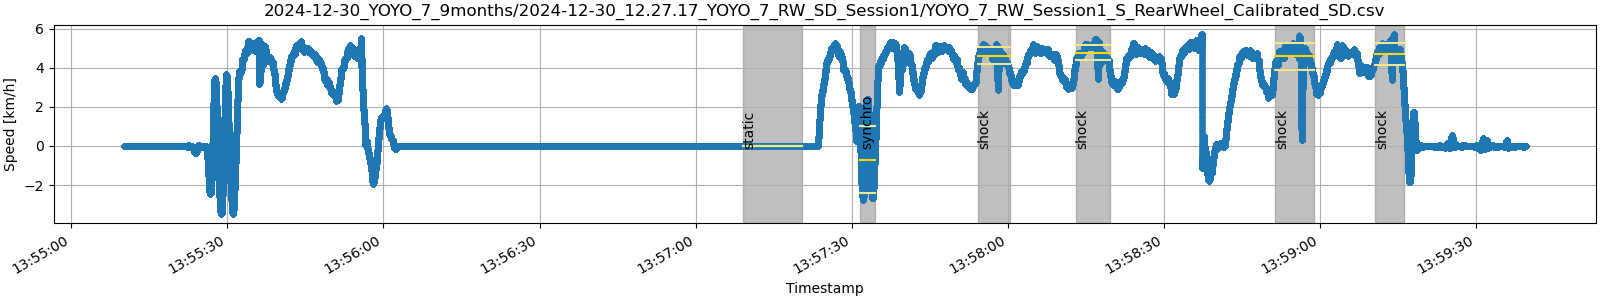 2024-12-30_YOYO_7_9months/2024-12-30_12.27.17_YOYO_7_RW_SD_Session1/YOYO_7_RW_Session1_S_RearWheel_Calibrated_SD.csv
6
4
2
0
−2
Speed [km/h]
static
synchro
shock
shock
shock
shock
13:55:00
13:55:30
13:56:00
13:56:30
13:57:00
13:57:30
13:58:00
13:58:30
13:59:00
13:59:30
Timestamp